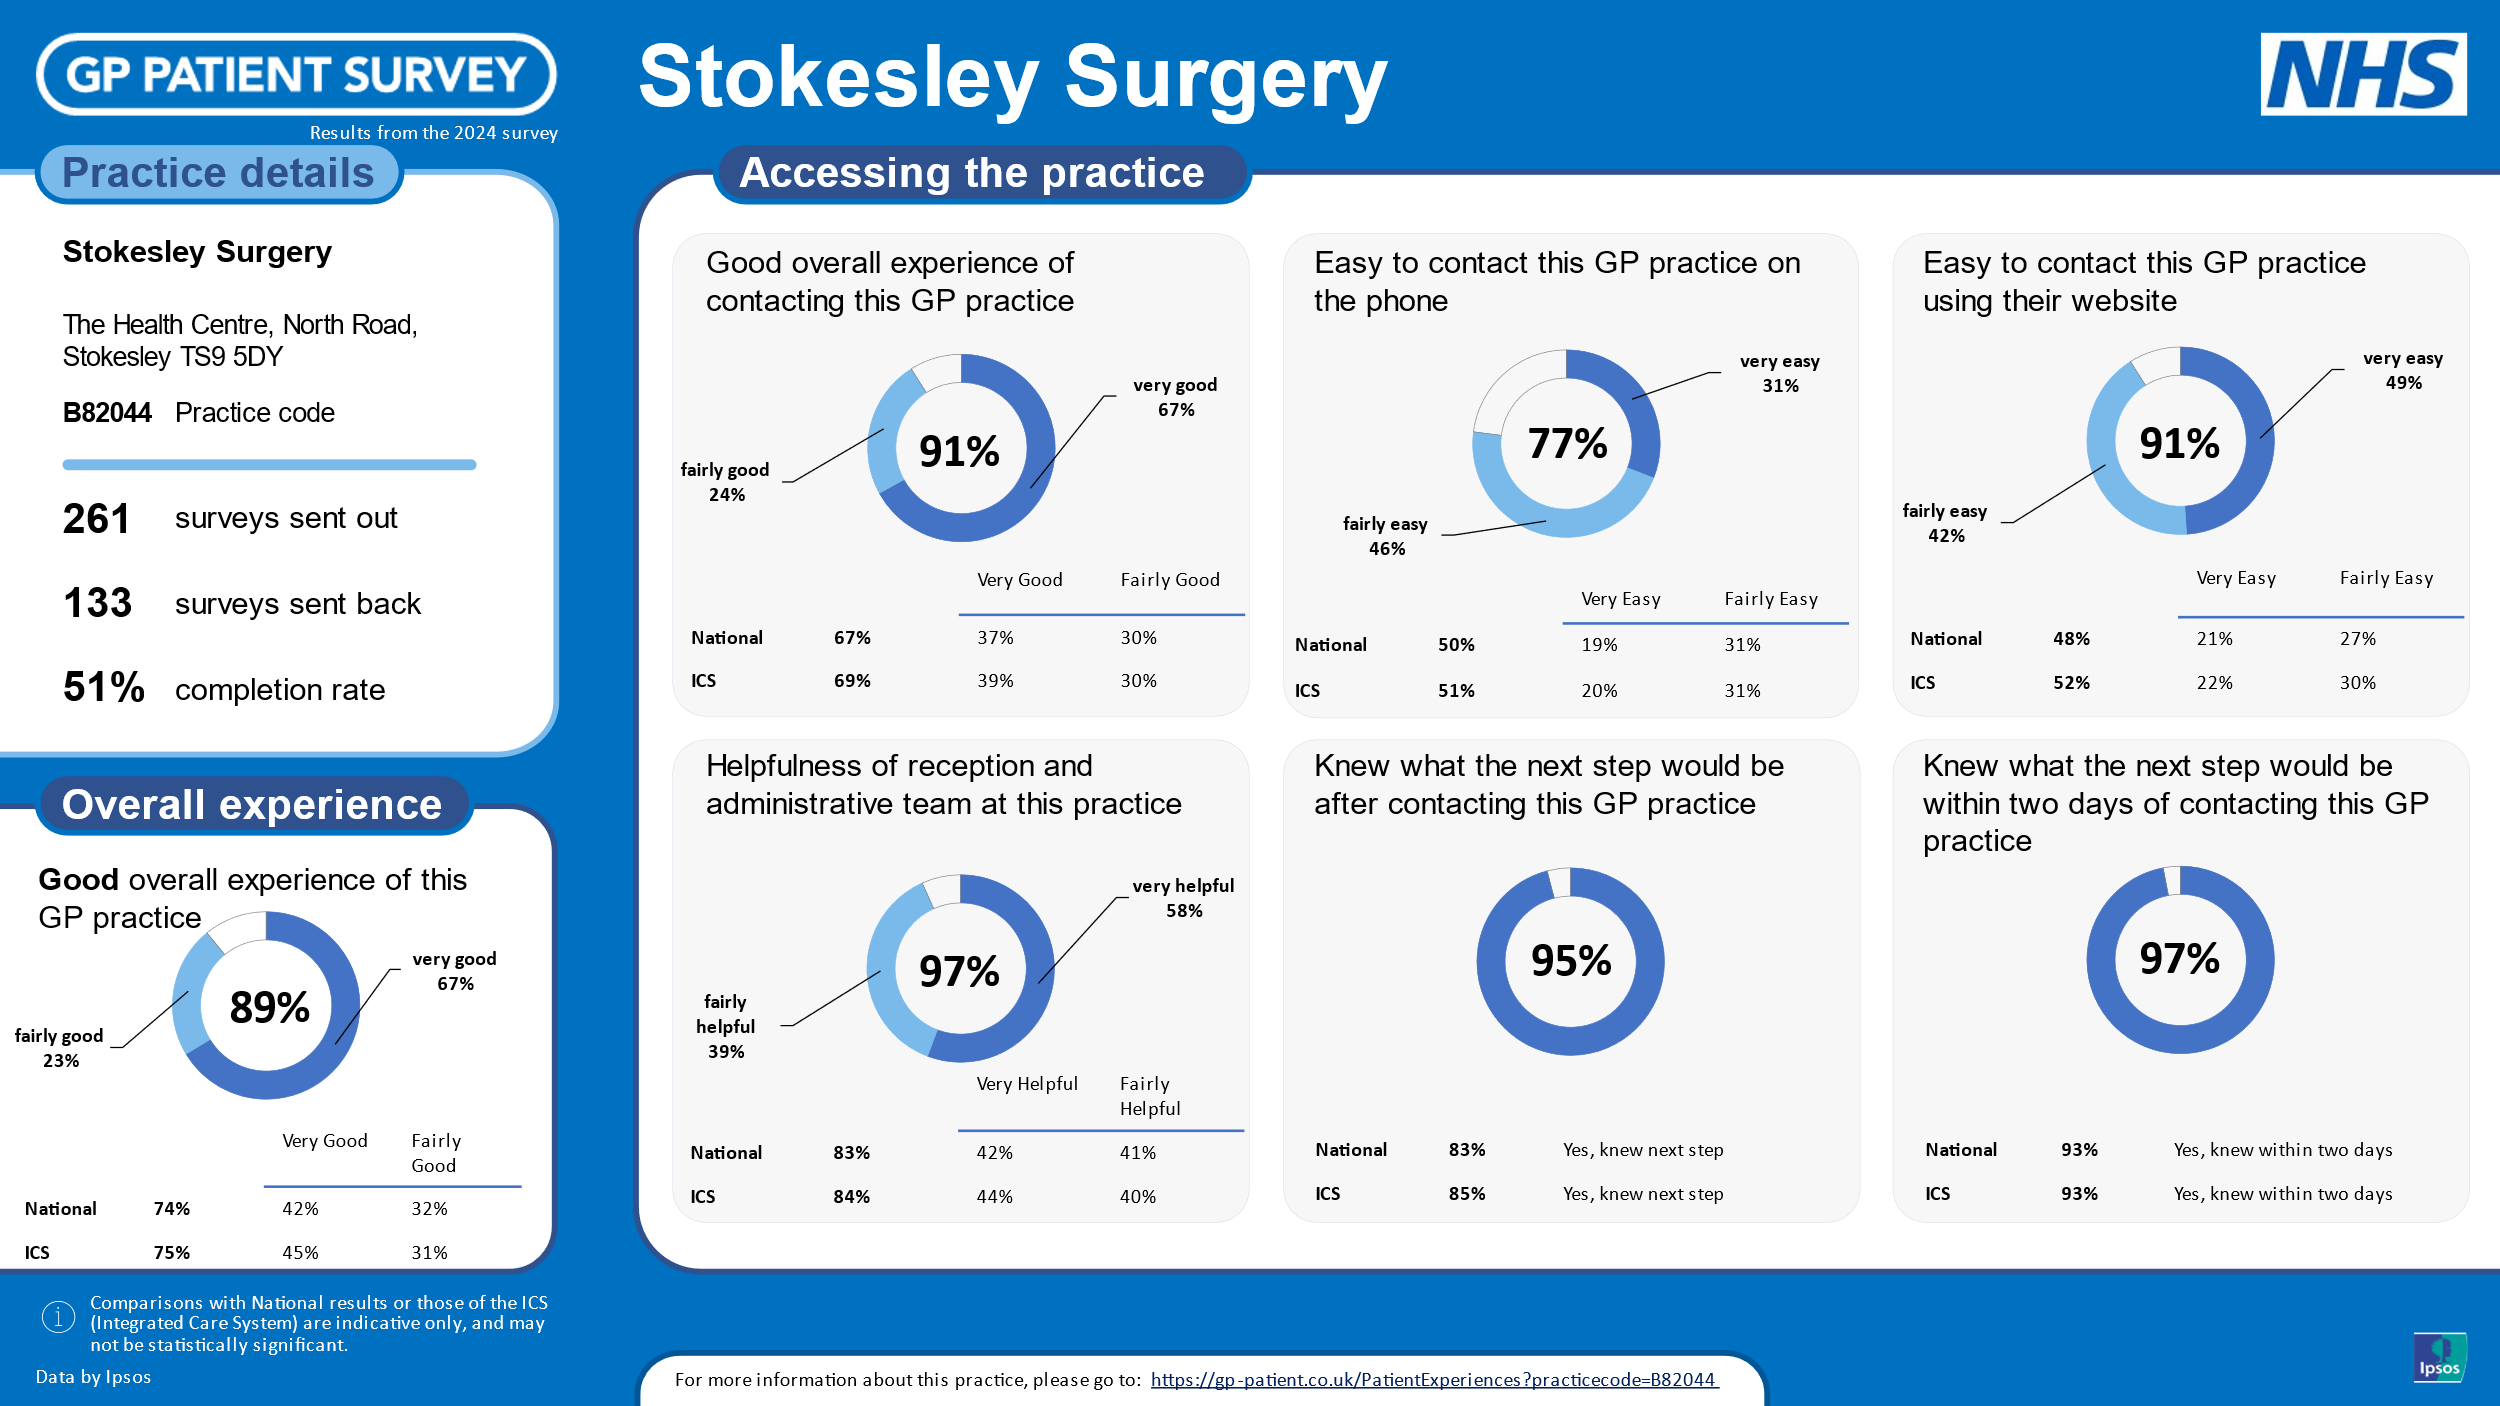 GP PATIENT SURVEY
Results from the 2024 survey
Stokesley Surgery
NHS
Practice details
Stokesley Surgery
The Health Centre, North Road,
Stokesley TS9 5DY
B82044 Practice code
261 surveys sent out
133 surveys sent back
51% completion rate
Overall experience
Good overall experience of this
GP practice
89%
very good
67%
fairly good
23%
Very Good Fairly
Good
National 74% 42% 32%
ICS 75% 45% 31%
Accessing the practice
Good overall experience of
contacting this GP practice
91%
very good
67%
fairly good
24%
Very Good Fairly Good
National 67% 37% 30%
ICS 69% 39% 30%
Easy to contact this GP practice on
the phone
77%
very easy
31%
fairly easy
46%
Very Easy Fairly Easy
National 50% 19% 31%
ICS 51% 20% 31%
Easy to contact this GP practice
using their website
91%
very easy
49%
fairly easy
42%
Very Easy Fairly Easy
National 48% 21% 27%
ICS 52% 22% 30%
Helpfulness of reception and
administrative team at this practice
97%
very helpful
58%
fairly
helpful
39%
Very Helpful Fairly
Helpful
National 83% 42% 41%
ICS 84% 44% 40%
Knew what the next step would be
after contacting this GP practice
95%
National 83% Yes, knew next step
ICS 85% Yes, knew next step
Knew what the next step would be
within two days of contacting this GP
practice
97%
National 93% Yes, knew within two days
ICS 93% Yes, knew within two days
Comparisons with National results or those of the ICS
(Integrated Care System) are indicative only, and may
not be statistically significant.
Data by Ipsos
For more information about this practice, please go to: https://gp-patient.co.uk/PatientExperiences?practicecode=B82044
Ipsos